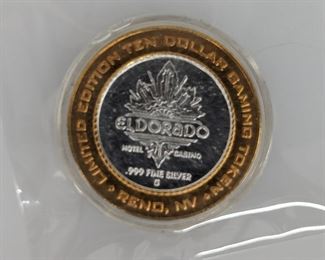 • LIMITED EDITION TEN DOLLAR GAMING TOKEN •
ELDORADO
HOTEL CASINO
.999 FINE SILVER
G
RENO, NV